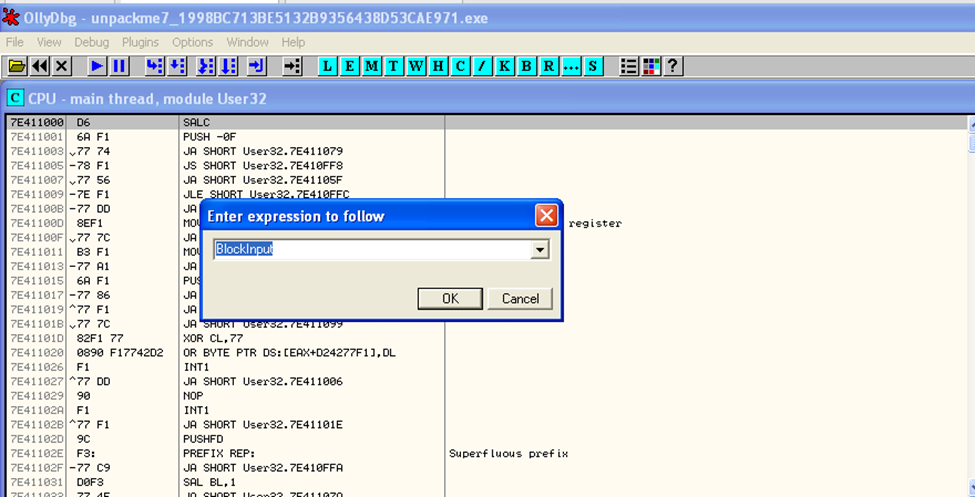 OllyDbg - unpackme7_1998BC713BE5132B9356438D53CAE971.exe
File View Debug Plugins Options Window Help
L E M T W H C / K B R ... S ?
C CPU - main thread, module User32
7E411000 D6 SALC
7E411001 6A F1 PUSH -0F
7E411003 77 74 JA SHORT User32.7E411079
7E411005 -78 F1 JS SHORT User32.7E410FF8
7E411007 77 56 JA SHORT User32.7E41105F
7E411009 -7E F1 JLE SHORT User32.7E410FFC
7E41100B -77 DD JA
Enter expression to follow
7E41100D 8EF1 MOV register
7E41100F 77 7C JA
BlockInput
7E411011 B3 F1 MOV
7E411013 -77 A1 JA
7E411015 6A F1 PUS
7E411017 -77 86 JA
OK Cancel
7E411019 ^77 F1 JA
7E41101B 77 7C JA SHORT User32.7E411099
7E41101D 82F1 77 XOR CL,77
7E411020 0890 F17742D2 OR BYTE PTR DS:[EAX+D24277F1],DL
7E411026 F1 INT1
7E411027 ^77 DD JA SHORT User32.7E411006
7E411029 90 NOP
7E41102A F1 INT1
7E41102B ^77 F1 JA SHORT User32.7E41101E
7E41102D 9C PUSHFD
7E41102E F3: PREFIX REP: Superfluous prefix
7E41102F -77 C9 JA SHORT User32.7E410FFA
7E411031 D0F3 SAL BL,1